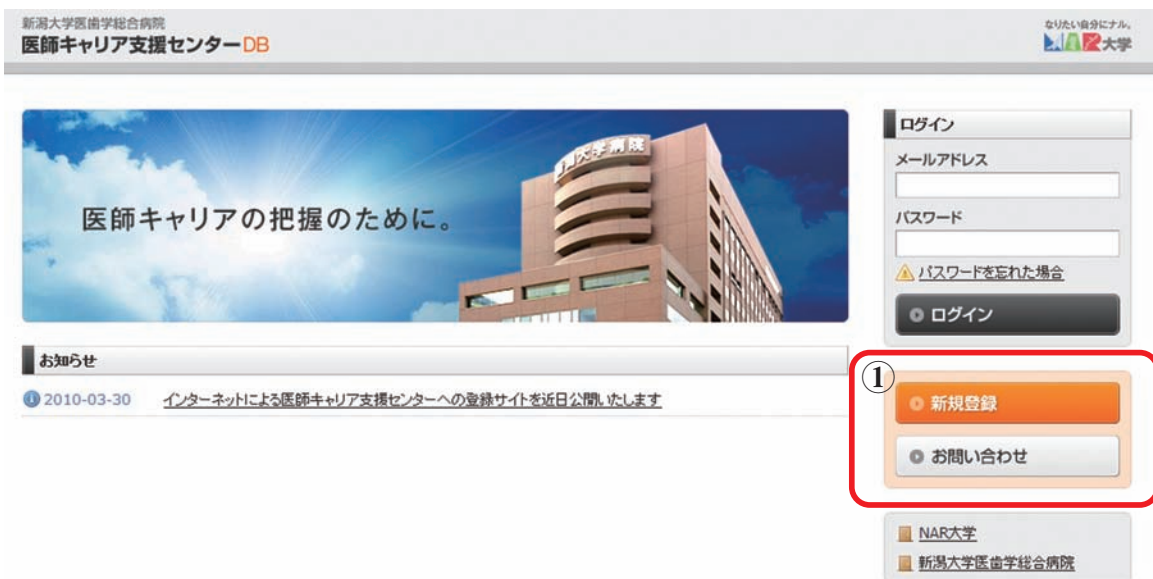 新潟大学医歯学総合病院
医師キャリア支援センターDB
なりたい自分にナル。
NAR大学
新潟大学病院
医師キャリアの把握のために。
お知らせ
2010-03-30 インターネットによる医師キャリア支援センターへの登録サイトを近日公開いたします
ログイン
メールアドレス
パスワード
パスワードを忘れた場合
ログイン
①
新規登録
お問い合わせ
NAR大学
新潟大学医歯学総合病院